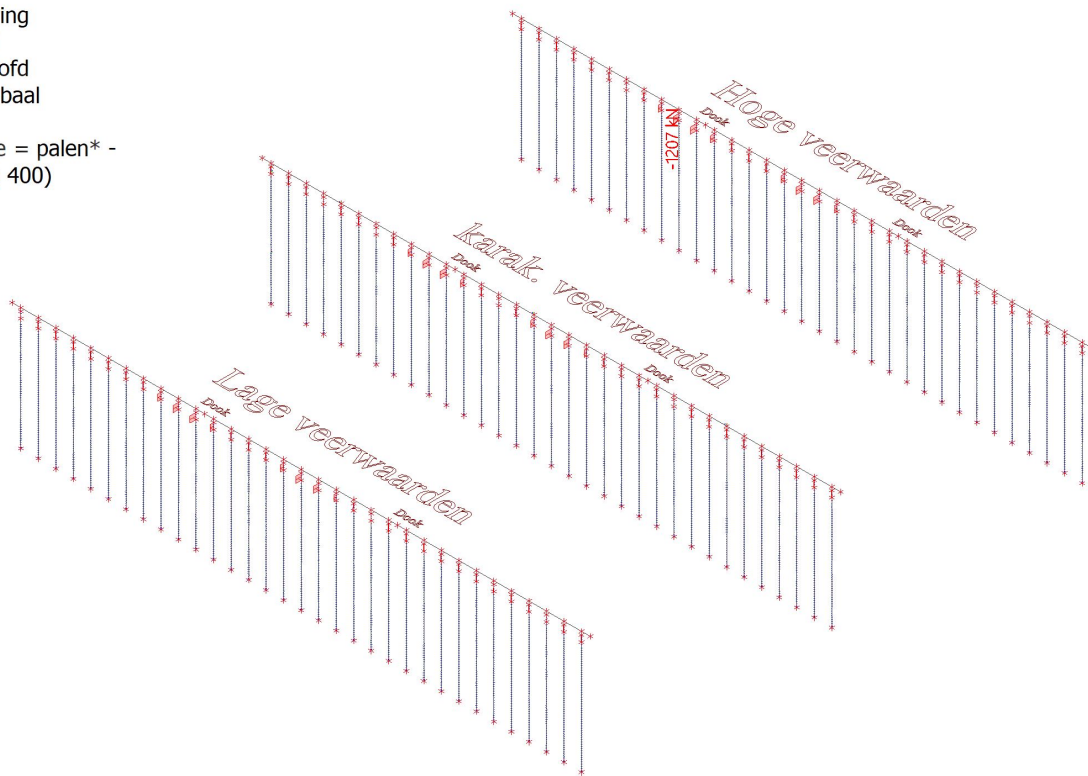 ing
ofd
baal
e = palen* -
400)
Hoge veerwaarden
Dook
-1207 kN
Dook
karak. veerwaarden
Dook
Dook
Lage veerwaarden
Dook
Dook